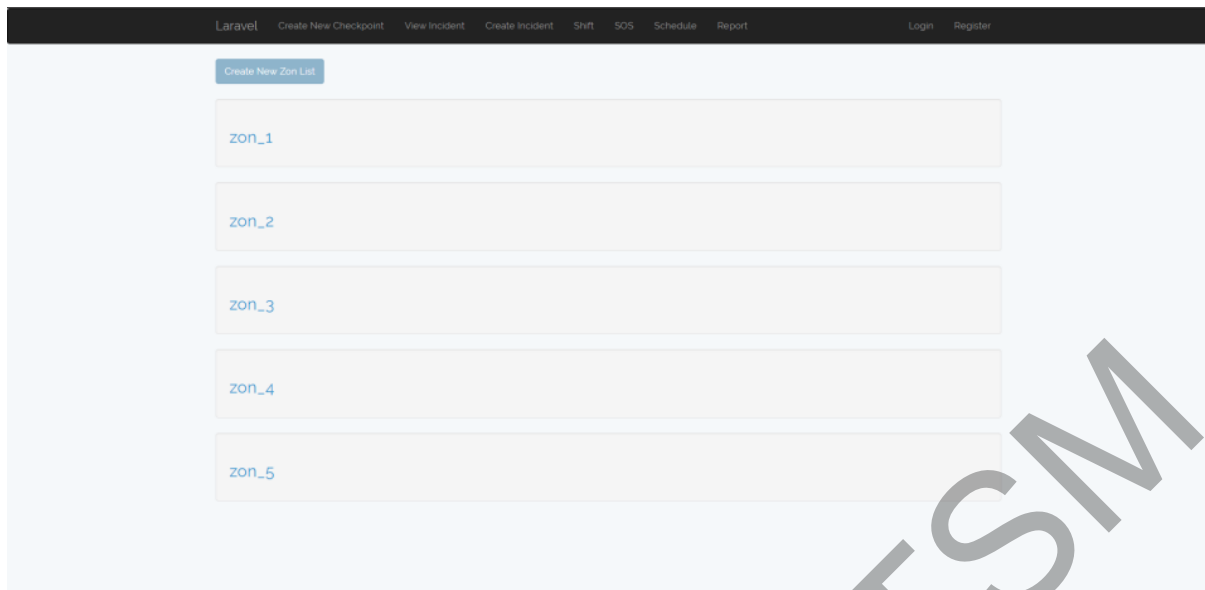 Laravel Create New Checkpoint View Incident Create Incident Shift SOS Schedule Report Login Register
Create New Zon List
zon_1
zon_2
zon_3
zon_4
zon_5
TSM